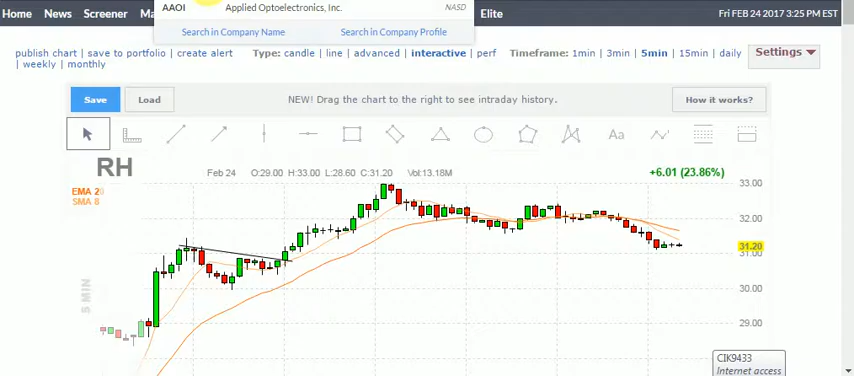 AAOI Applied Optoelectronics, Inc. NASD
Home News Screener Ma Elite Fri FEB 24 2017 3:25 PM EST
Search in Company Name Search in Company Profile
publish chart | save to portfolio | create alert Type: candle | line | advanced | interactive | perf Timeframe: 1min | 3min | 5min | 15min | daily Settings
| weekly | monthly
Save Load NEW! Drag the chart to the right to see intraday history. How it works?
Aa
RH Feb 24 O:29.00 H:33.00 L:28.60 C:31.20 Vol:13.18M +6.01 (23.86%)
33.00
EMA 20
SMA 8
32.00
31.20
31.00
5 MIN
30.00
29.00
CIK9433
Internet access